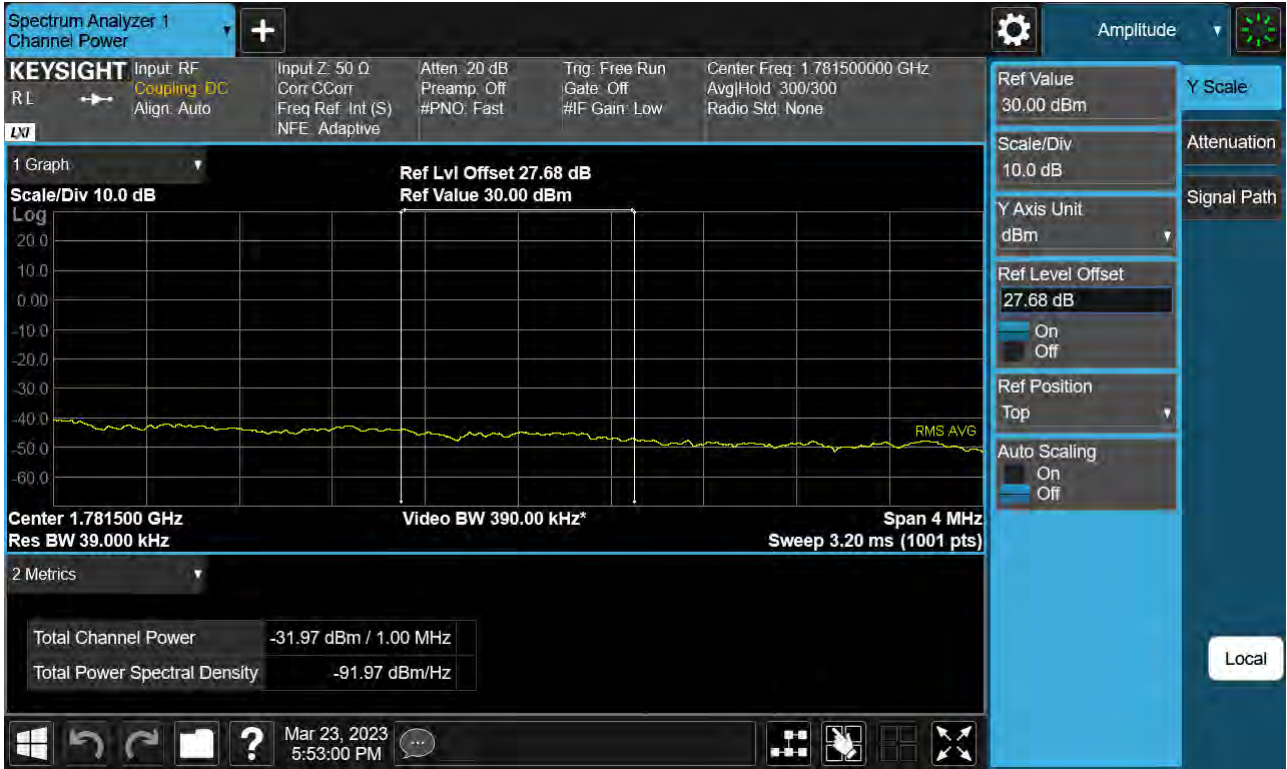 Spectrum Analyzer 1
Channel Power
+
Amplitude
KEYSIGHT
R L
LXI
Input: RF
Coupling: DC
Align: Auto
Input Z: 50 Ω
Corr CCorr
Freq Ref: Int (S)
NFE: Adaptive
Atten: 20 dB
Preamp: Off
#PNO: Fast
Trig: Free Run
Gate: Off
#IF Gain: Low
Center Freq: 1.781500000 GHz
Avg|Hold: 300/300
Radio Std: None
1 Graph
Scale/Div 10.0 dB
Ref Lvl Offset 27.68 dB
Ref Value 30.00 dBm
Log
20.0
10.0
0.00
-10.0
-20.0
-30.0
-40.0
-50.0
-60.0
RMS AVG
Center 1.781500 GHz
Res BW 39.000 kHz
Video BW 390.00 kHz*
Span 4 MHz
Sweep 3.20 ms (1001 pts)
2 Metrics
Total Channel Power -31.97 dBm / 1.00 MHz
Total Power Spectral Density -91.97 dBm/Hz
Ref Value
30.00 dBm
Scale/Div
10.0 dB
Y Axis Unit
dBm
Ref Level Offset
27.68 dB
On
Off
Ref Position
Top
Auto Scaling
On
Off
Y Scale
Attenuation
Signal Path
Local
?
Mar 23, 2023
5:53:00 PM